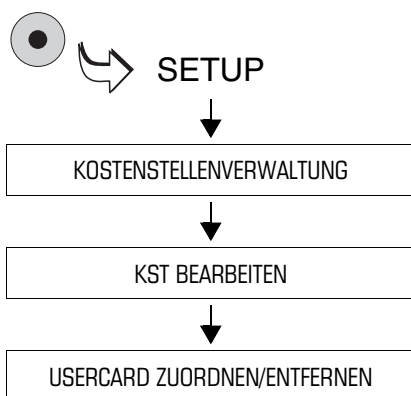 SETUP
KOSTENSTELLENVERWALTUNG
KST BEARBEITEN
USERCARD ZUORDNEN/ENTFERNEN